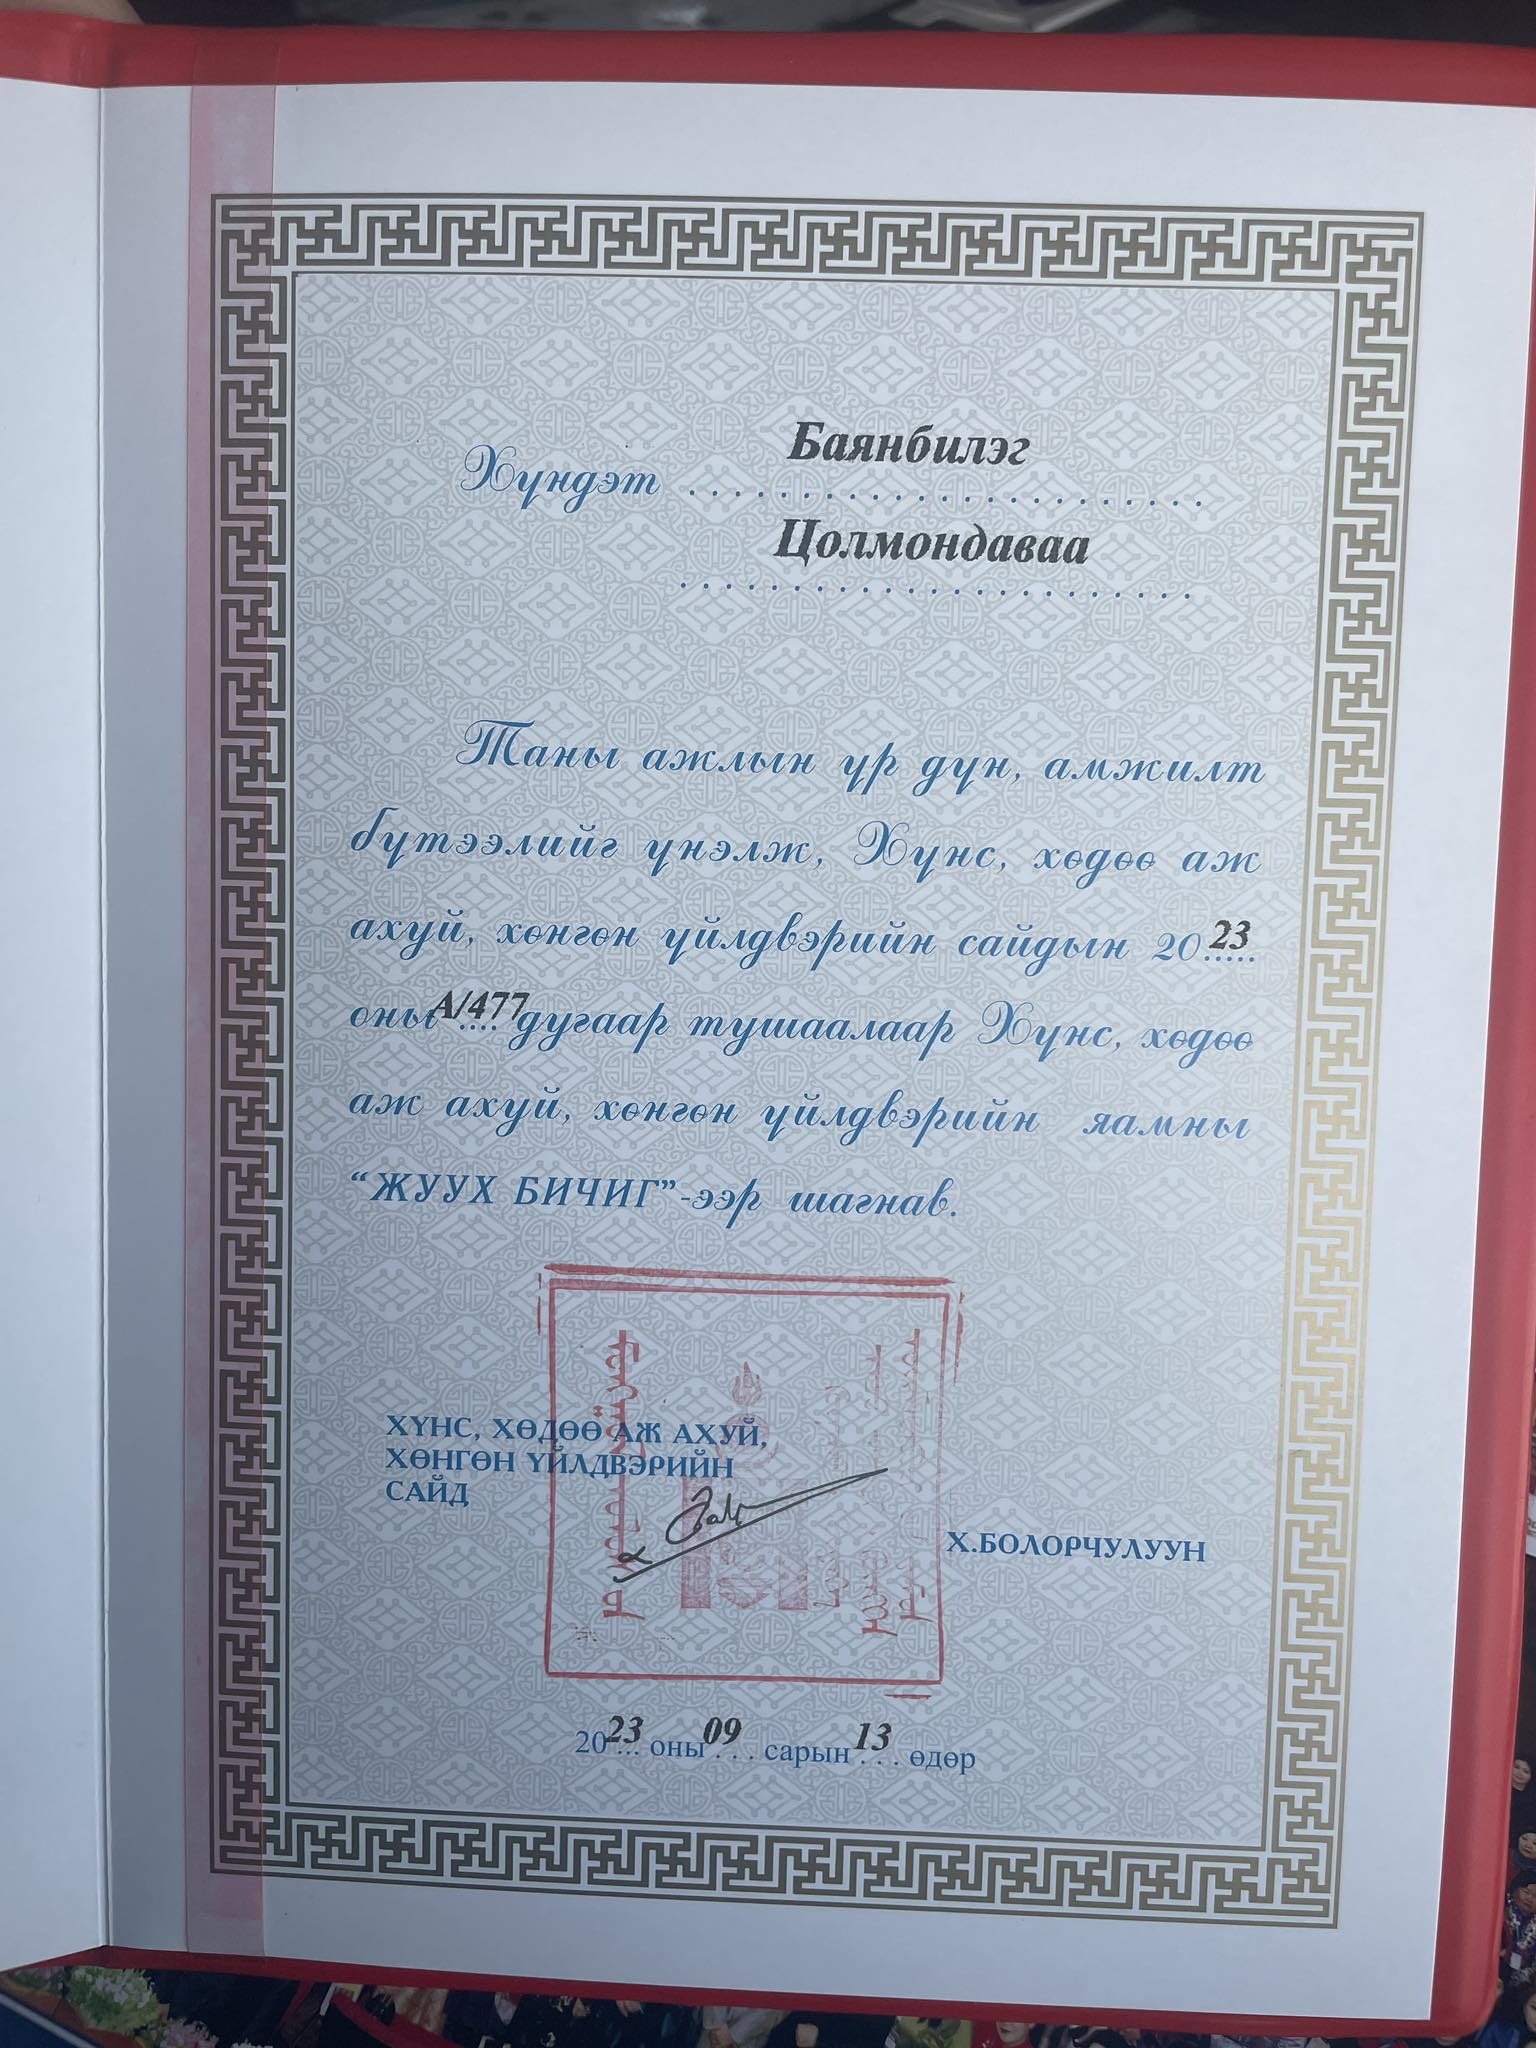 Хүндэт Баянбилэг
Цолмондаваа
Таны ажлын үр дүн, амжилт
бүтээлийг үнэлж, Хүнс, хөдөө аж
ахуй, хөнгөн үйлдвэрийн сайдын 2023
оны А/477 дугаар тушаалаар Хүнс, хөдөө
аж ахуй, хөнгөн үйлдвэрийн яамны
“ЖУУХ БИЧИГ”-ээр шагнав.
ХҮНС, ХӨДӨӨ АЖ АХУЙ,
ХӨНГӨН ҮЙЛДВЭРИЙН
САЙД
Х.БОЛОРЧУЛУУН
2023 оны 09 сарын 13 өдөр